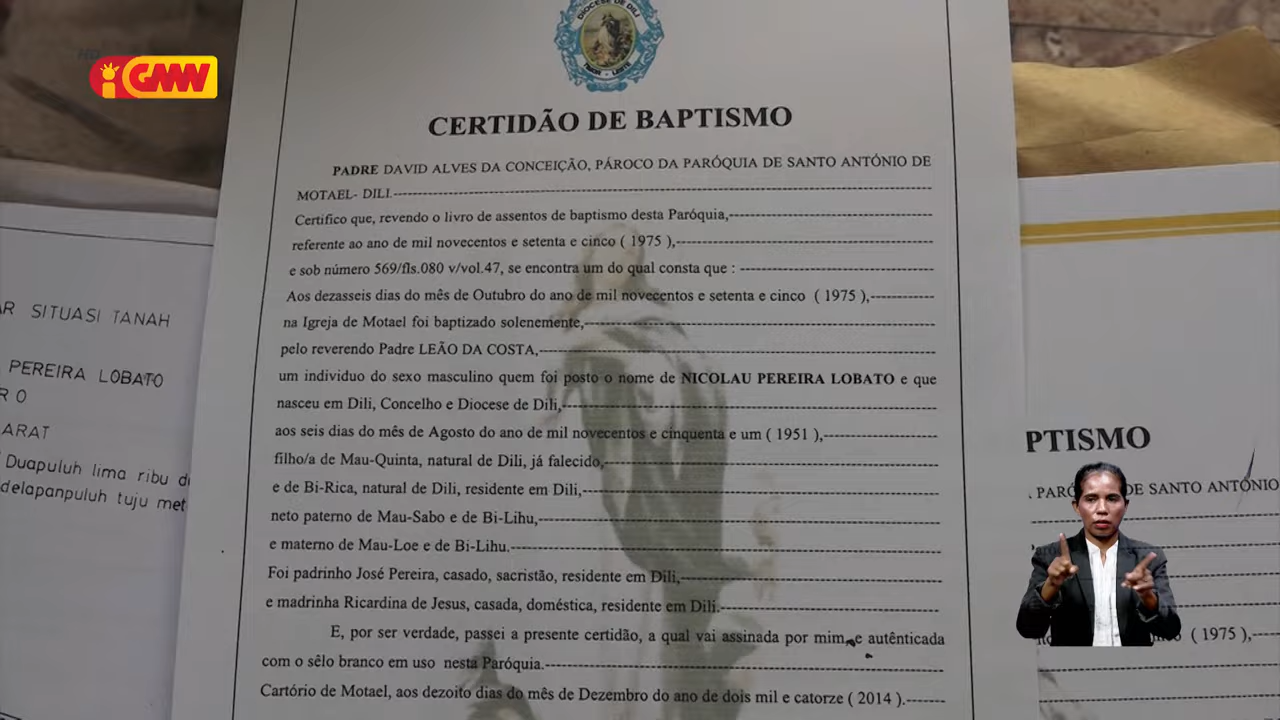 HD
iGMW
DIOCESE DE DILI
TIMOR - LESTE
CERTIDÃO DE BAPTISMO
PADRE DAVID ALVES DA CONCEIÇÃO, PÁROCO DA PARÓQUIA DE SANTO ANTÓNIO DE
MOTAEL- DILI.
Certifico que, revendo o livro de assentos de baptismo desta Paróquia,
referente ao ano de mil novecentos e setenta e cinco ( 1975 ),
e sob número 569/fls.080 v/vol.47, se encontra um do qual consta que :
Aos dezasseis dias do mês de Outubro do ano de mil novecentos e setenta e cinco ( 1975 ),
na Igreja de Motael foi baptizado solenemente,
pelo reverendo Padre LEÃO DA COSTA,
um individuo do sexo masculino quem foi posto o nome de NICOLAU PEREIRA LOBATO e que
nasceu em Dili, Concelho e Diocese de Dili,
aos seis dias do mês de Agosto do ano de mil novecentos e cinquenta e um ( 1951 ),
filho/a de Mau-Quinta, natural de Dili, já falecido,
e de Bi-Rica, natural de Dili, residente em Dili,
neto paterno de Mau-Sabo e de Bi-Lihu,
e materno de Mau-Loe e de Bi-Lihu.
Foi padrinho José Pereira, casado, sacristão, residente em Dili,
e madrinha Ricardina de Jesus, casada, doméstica, residente em Dili.
E, por ser verdade, passei a presente certidão, a qual vai assinada por mim e autênticada
com o sêlo branco em uso nesta Paróquia.
Cartório de Motael, aos dezoito dias do mês de Dezembro do ano de dois mil e catorze ( 2014 ).
AR SITUASI TANAH
PEREIRA LOBATO
RO
ARAT
Duapuluh lima ribu
delapanpuluh tuju met
PTISMO
PARÓ DE SANTO ANTÓNIO
( 1975 ),